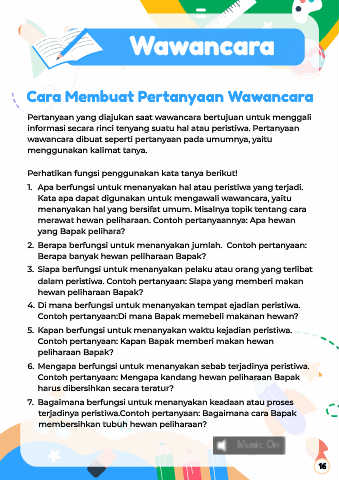 Wawancara
Cara Membuat Pertanyaan Wawancara
Pertanyaan yang diajukan saat wawancara bertujuan untuk menggali
informasi secara rinci tenyang suatu hal atau peristiwa. Pertanyaan
wawancara dibuat seperti pertanyaan pada umumnya, yaitu
menggunakan kalimat tanya.
Perhatikan fungsi penggunakan kata tanya berikut!
1. Apa berfungsi untuk menanyakan hal atau peristiwa yang terjadi.
Kata apa dapat digunakan untuk mengawali wawancara, yaitu
menanyakan hal yang bersifat umum. Misalnya topik tentang cara
merawat hewan peliharaan. Contoh pertanyaannya: Apa hewan
yang Bapak pelihara?
2. Berapa berfungsi untuk menanyakan jumlah. Contoh pertanyaan:
Berapa banyak hewan peliharaan Bapak?
3. Siapa berfungsi untuk menanyakan pelaku atau orang yang terlibat
dalam peristiwa. Contoh pertanyaan: Siapa yang memberi makan
hewan peliharaan Bapak?
4. Di mana berfungsi untuk menanyakan tempat ejadian peristiwa.
Contoh pertanyaan:Di mana Bapak memebeli makanan hewan?
5. Kapan berfungsi untuk menanyakan waktu kejadian peristiwa.
Contoh pertanyaan: Kapan Bapak memberi makan hewan
peliharaan Bapak?
6. Mengapa berfungsi untuk menanyakan sebab terjadinya peristiwa.
Contoh pertanyaan: Mengapa kandang hewan peliharaan Bapak
harus dibersihkan secara teratur?
7. Bagaimana berfungsi untuk menanyakan keadaan atau proses
terjadinya peristiwa.Contoh pertanyaan: Bagaimana cara Bapak
membersihkan tubuh hewan peliharaan?
Music On
16